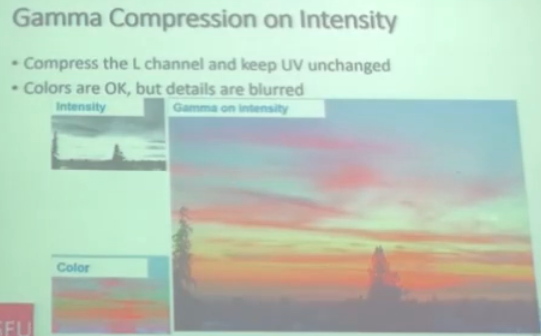 Gamma Compression on Intensity
• Compress the L channel and keep UV unchanged
• Colors are OK, but details are blurred
Intensity
Gamma on intensity
Color
SFU